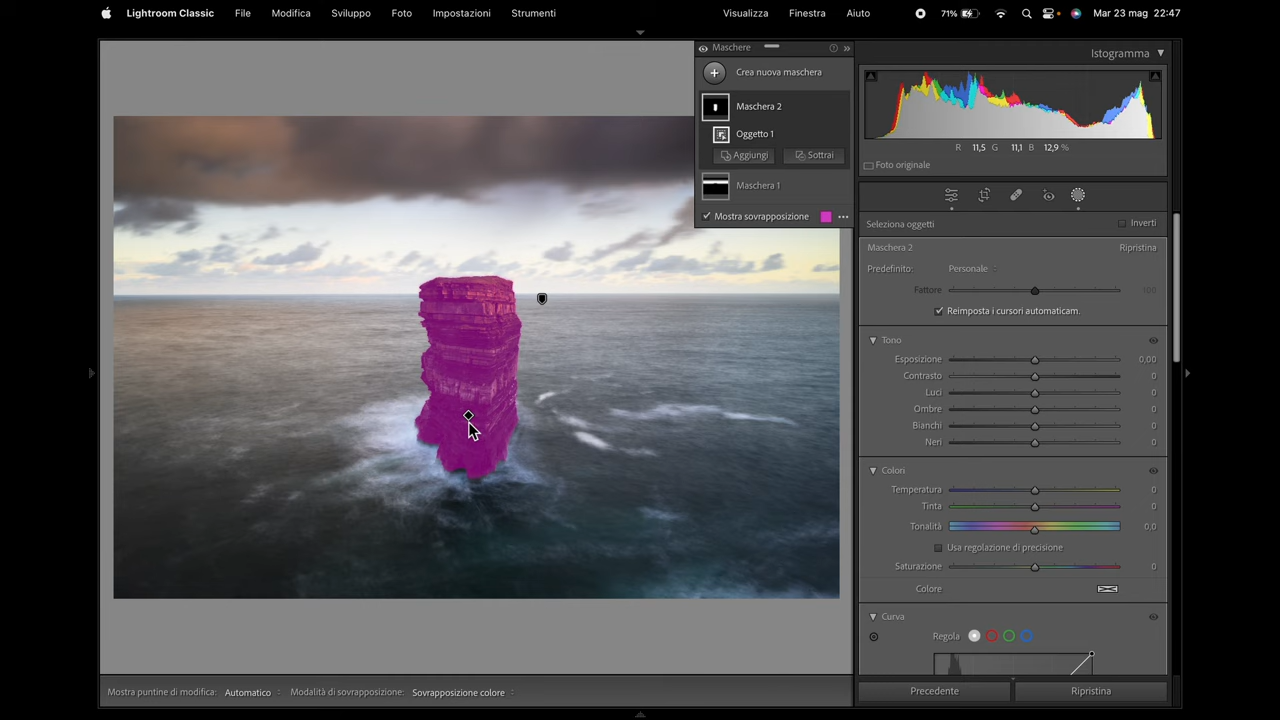 Lightroom Classic File Modifica Sviluppo Foto Impostazioni Strumenti Visualizza Finestra Aiuto 71% Mar 23 mag 22:47
Maschere
Crea nuova maschera
Maschera 2
Oggetto 1
Aggiungi Sottrai
Maschera 1
Mostra sovrapposizione
Istogramma
R 11,5 G 11,1 B 12,9 %
Foto originale
Seleziona oggetti Inverti
Maschera 2 Ripristina
Predefinito: Personale
Fattore 100
Reimposta i cursori automaticam.
Tono
Esposizione 0,00
Contrasto 0
Luci 0
Ombre 0
Bianchi 0
Neri 0
Colori
Temperatura 0
Tinta 0
Tonalità 0,0
Usa regolazione di precisione
Saturazione 0
Colore
Curva
Regola
Precedente Ripristina
Mostra puntine di modifica: Automatico Modalità di sovrapposizione: Sovrapposizione colore